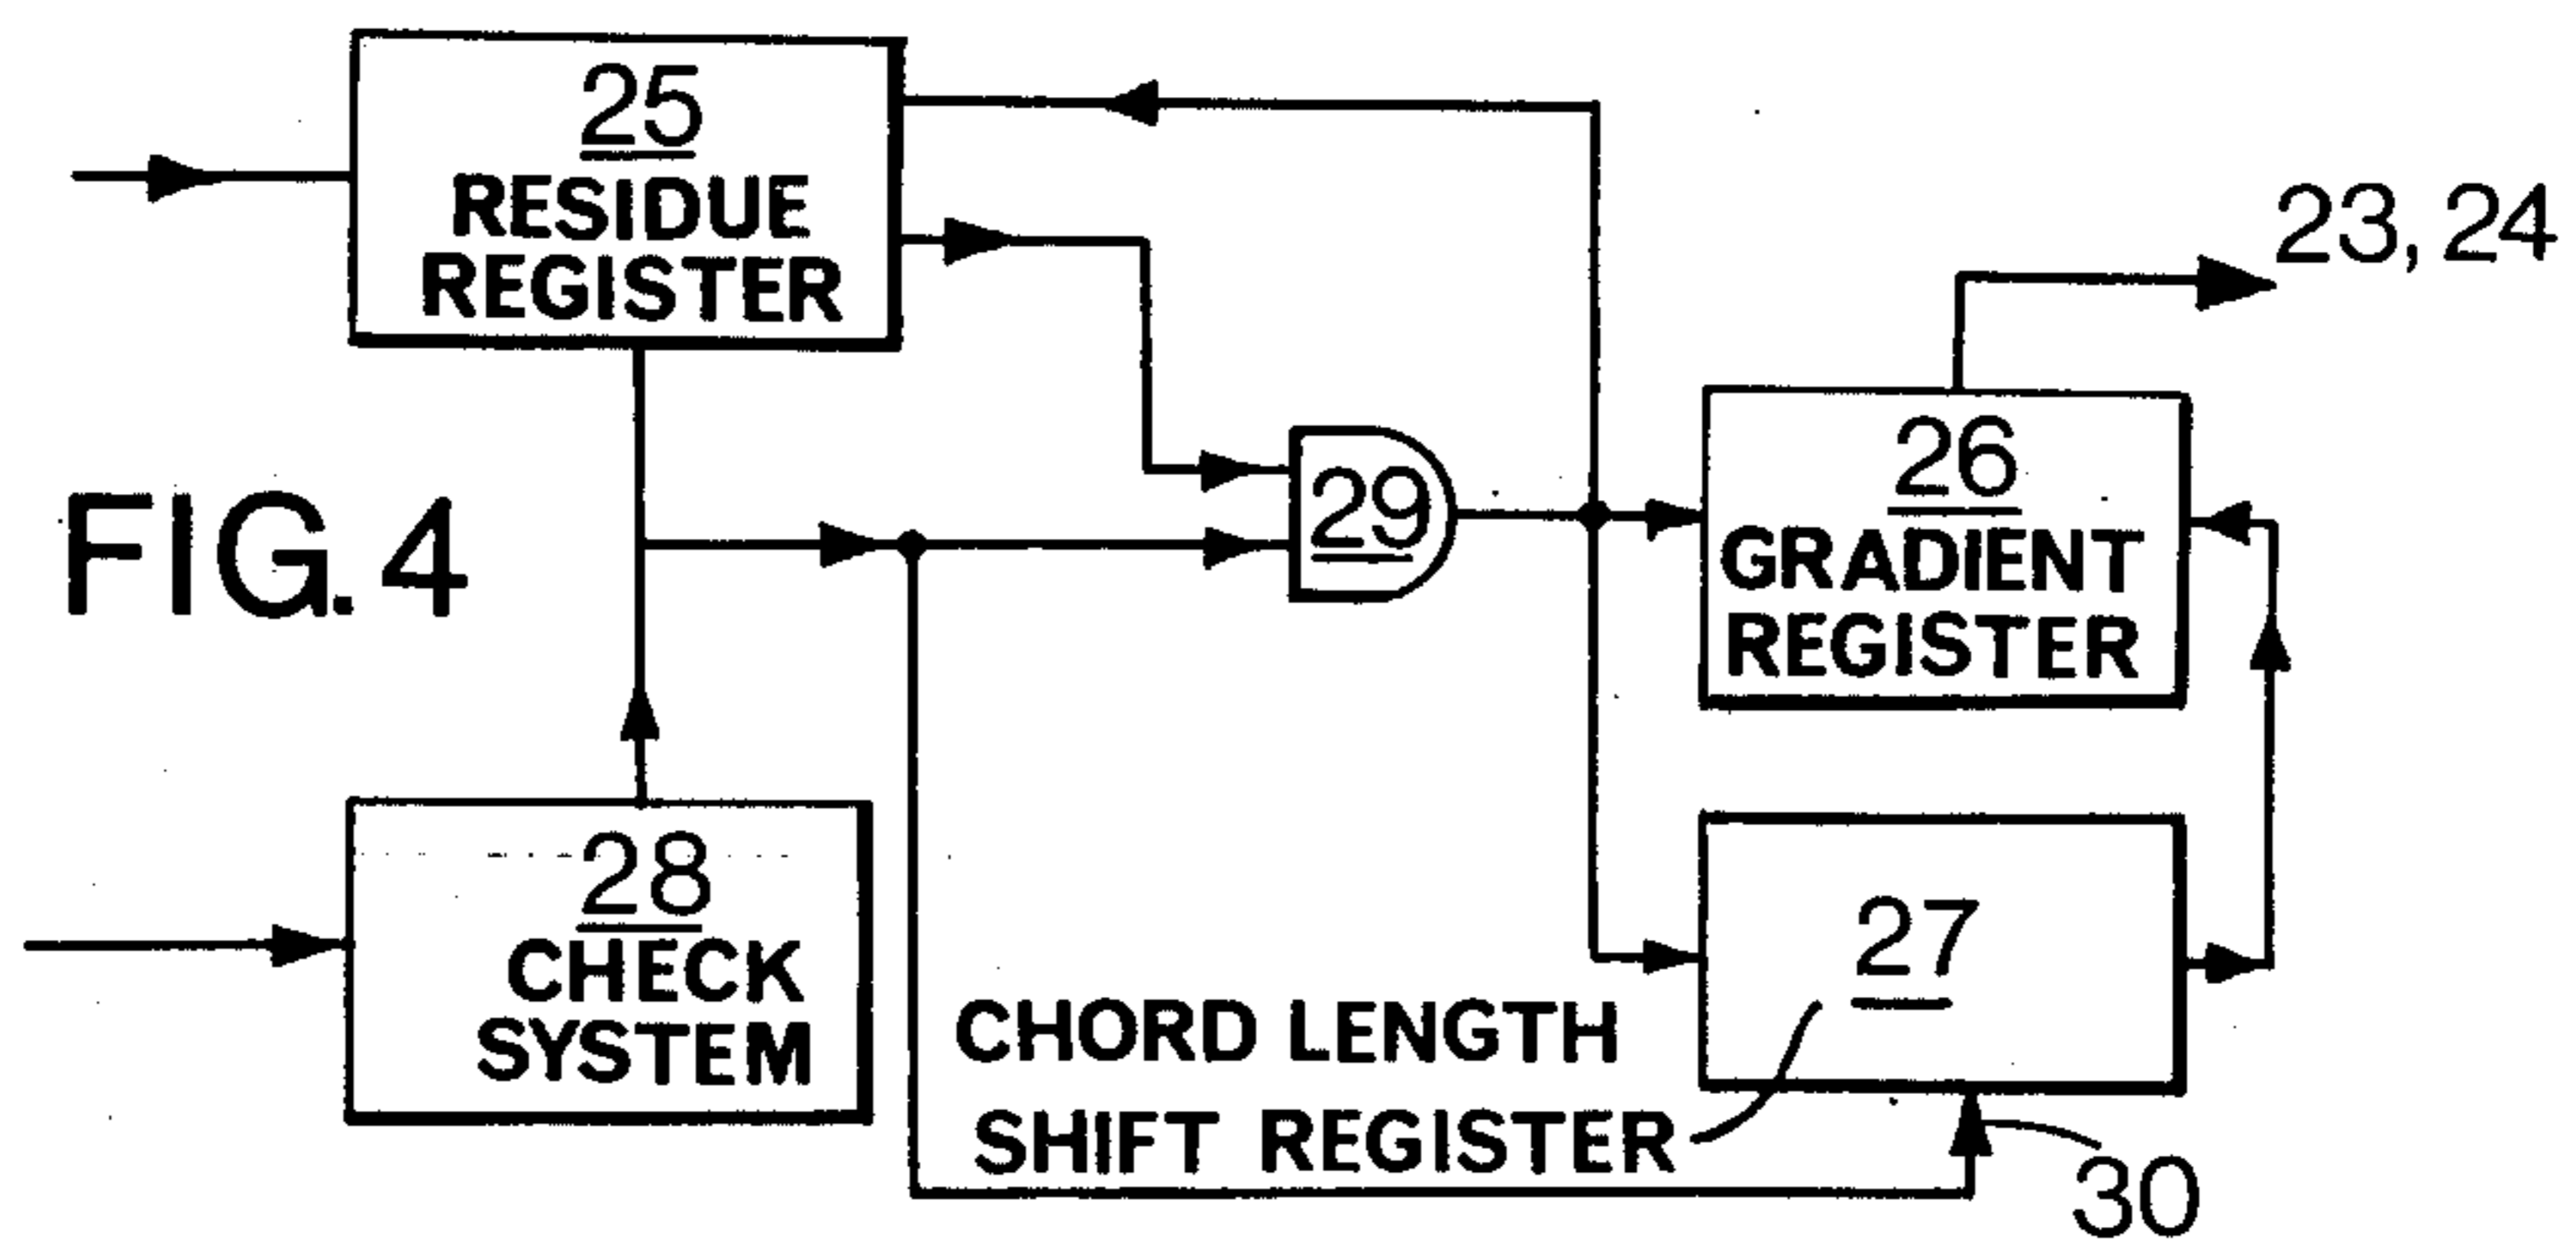 25
RESIDUE
REGISTER
23, 24
FIG. 4
29
26
GRADIENT
REGISTER
28
CHECK
SYSTEM
27
CHORD LENGTH
SHIFT REGISTER
30